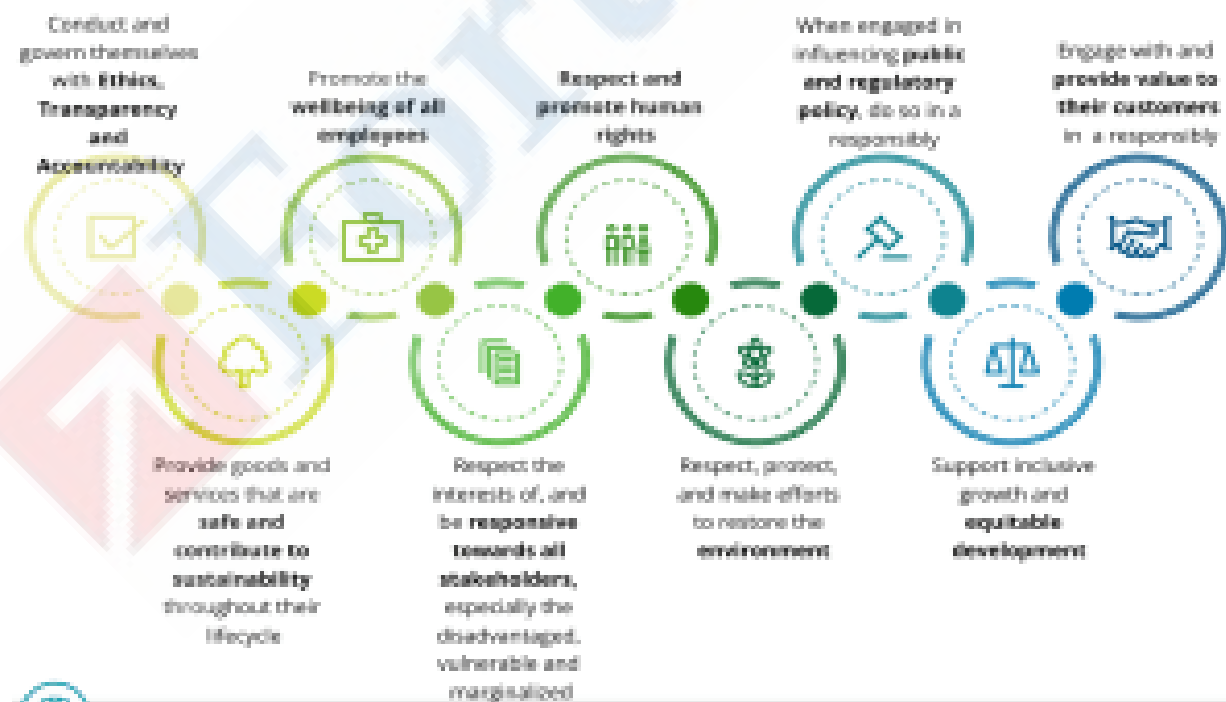 Conduct and
govern themselves
with Ethics,
Transparency
and
Accountability
Provide goods and
services that are
safe and
contribute to
sustainability
throughout their
lifecycle
Promote the
wellbeing of all
employees
Respect the
interests of, and
be responsive
towards all
stakeholders,
especially the
disadvantaged,
vulnerable and
marginalized
Respect and
promote human
rights
Respect, protect,
and make efforts
to restore the
environment
When engaged in
influencing public
and regulatory
policy, do so in a
responsibly
Support inclusive
growth and
equitable
development
Engage with and
provide value to
their customers
in a responsibly